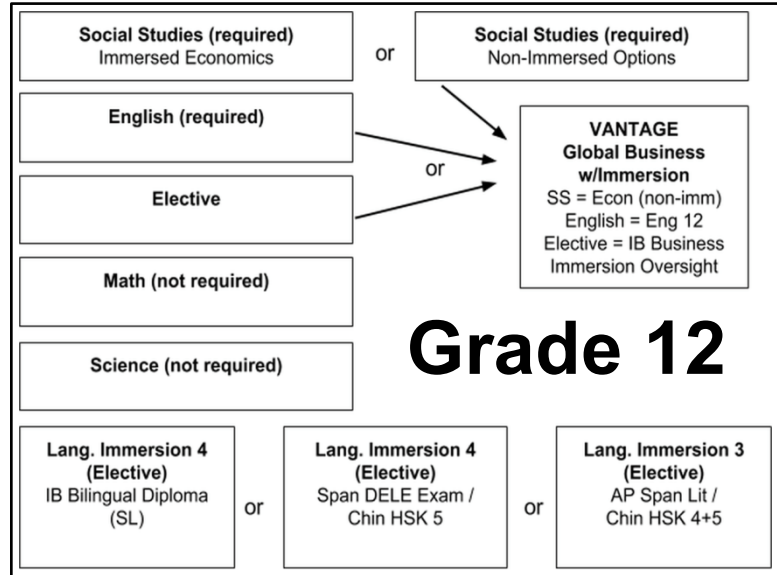 Social Studies (required)
Immersed Economics
or
Social Studies (required)
Non-Immersed Options
English (required)
or
VANTAGE
Global Business
w/Immersion
SS = Econ (non-imm)
English = Eng 12
Elective = IB Business
Immersion Oversight
Elective
Math (not required)
Science (not required)
Grade 12
Lang. Immersion 4
(Elective)
IB Bilingual Diploma
(SL)
or
Lang. Immersion 4
(Elective)
Span DELE Exam /
Chin HSK 5
or
Lang. Immersion 3
(Elective)
AP Span Lit /
Chin HSK 4+5